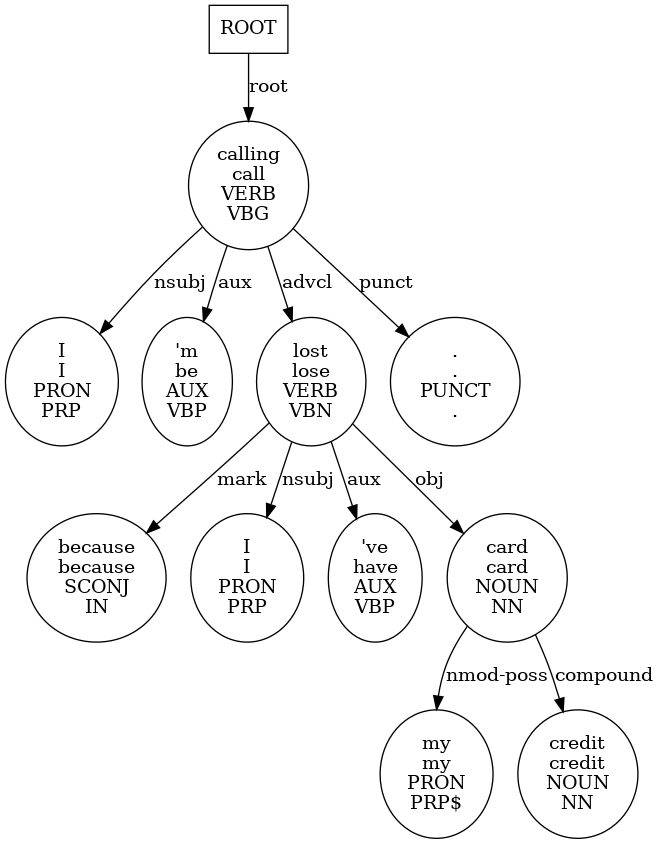 ROOT
root
calling
call
VERB
VBG
nsubj
aux
advcl
punct
I
I
PRON
PRP
'm
be
AUX
VBP
lost
lose
VERB
VBN
.
.
PUNCT
.
mark
nsubj
aux
obj
because
because
SCONJ
IN
I
I
PRON
PRP
've
have
AUX
VBP
card
card
NOUN
NN
nmod-poss
compound
my
my
PRON
PRP$
credit
credit
NOUN
NN